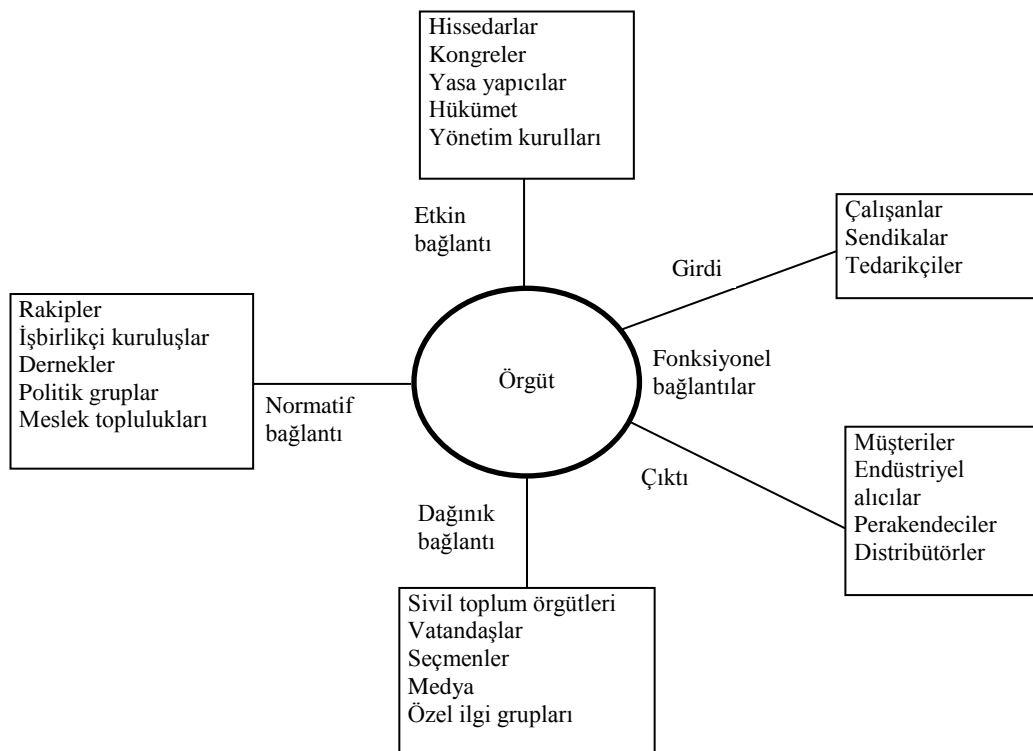 Hissedarlar
Kongreler
Yasa yapıcılar
Hükümet
Yönetim kurulları
Etkin
bağlantı
Çalışanlar
Sendikalar
Tedarikçiler
Girdi
Rakipler
İşbirlikçi kuruluşlar
Dernekler
Politik gruplar
Meslek toplulukları
Normatif
bağlantı
Örgüt
Fonksiyonel
bağlantılar
Müşteriler
Endüstriyel
alıcılar
Perakendeciler
Distribütörler
Çıktı
Dağınık
bağlantı
Sivil toplum örgütleri
Vatandaşlar
Seçmenler
Medya
Özel ilgi grupları